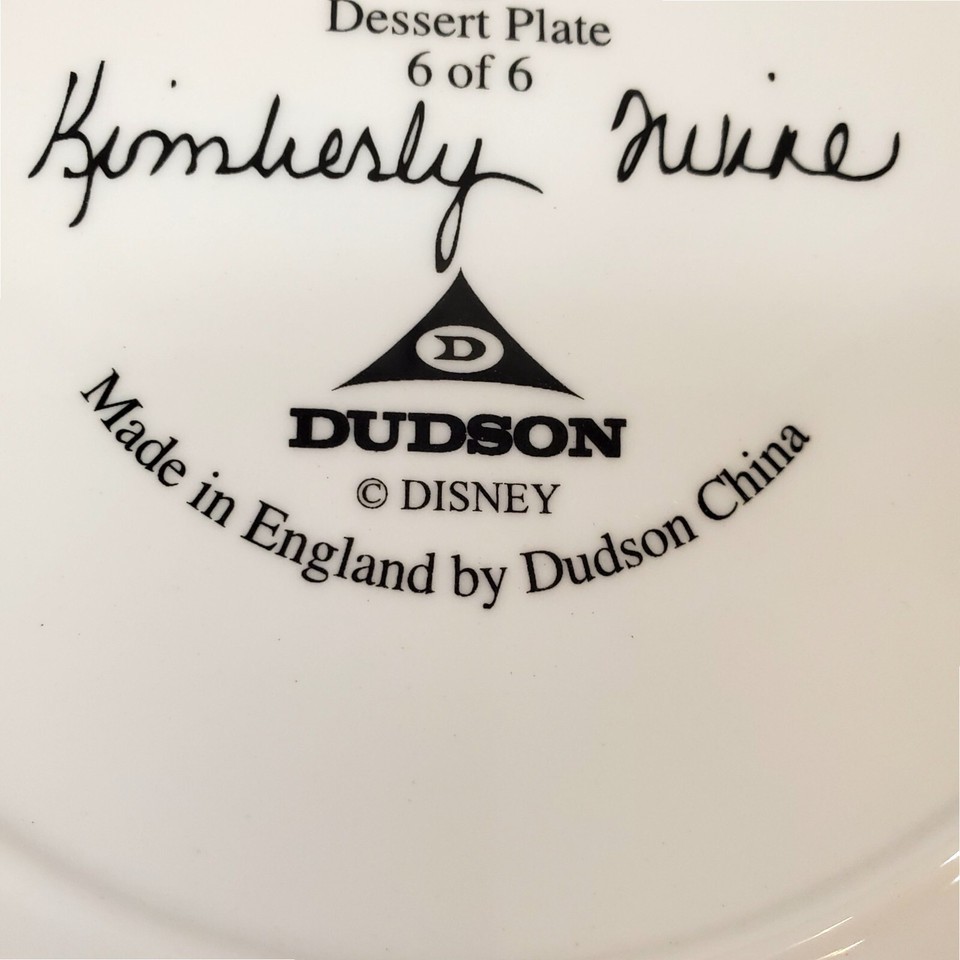 Dessert Plate
6 of 6
Kimberly Irvine
D
DUDSON
© DISNEY
Made in England by Dudson China